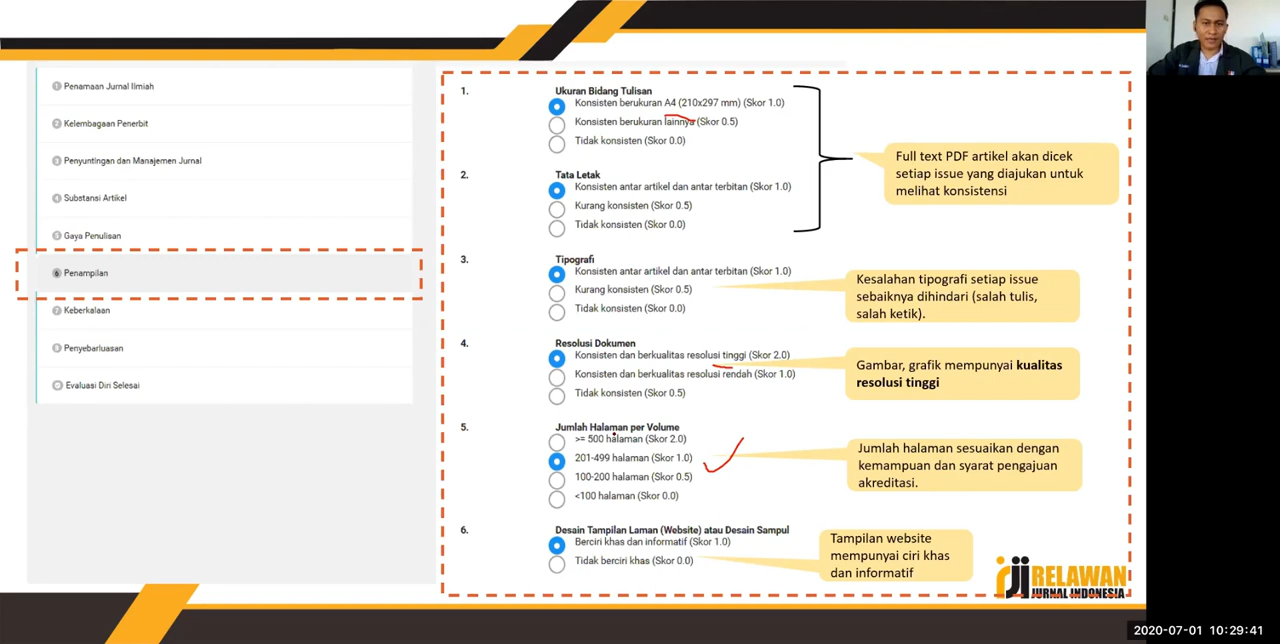 1 Penamaan Jurnal Ilmiah
2 Kelembagaan Penerbit
3 Penyuntingan dan Manajemen Jurnal
4 Substansi Artikel
5 Gaya Penulisan
6 Penampilan
7 Keberkalaan
8 Penyebarluasan
Evaluasi Diri Selesai
1. Ukuran Bidang Tulisan
Konsisten berukuran A4 (210x297 mm) (Skor 1.0)
Konsisten berukuran lainnya (Skor 0.5)
Tidak konsisten (Skor 0.0)
Full text PDF artikel akan dicek
setiap issue yang diajukan untuk
melihat konsistensi
2. Tata Letak
Konsisten antar artikel dan antar terbitan (Skor 1.0)
Kurang konsisten (Skor 0.5)
Tidak konsisten (Skor 0.0)
3. Tipografi
Konsisten antar artikel dan antar terbitan (Skor 1.0)
Kurang konsisten (Skor 0.5)
Tidak konsisten (Skor 0.0)
Kesalahan tipografi setiap issue
sebaiknya dihindari (salah tulis,
salah ketik).
4. Resolusi Dokumen
Konsisten dan berkualitas resolusi tinggi (Skor 2.0)
Konsisten dan berkualitas resolusi rendah (Skor 1.0)
Tidak konsisten (Skor 0.5)
Gambar, grafik mempunyai kualitas
resolusi tinggi
5. Jumlah Halaman per Volume
>= 500 halaman (Skor 2.0)
201-499 halaman (Skor 1.0)
100-200 halaman (Skor 0.5)
<100 halaman (Skor 0.0)
Jumlah halaman sesuaikan dengan
kemampuan dan syarat pengajuan
akreditasi.
6. Desain Tampilan Laman (Website) atau Desain Sampul
Berciri khas dan informatif (Skor 1.0)
Tidak berciri khas (Skor 0.0)
Tampilan website
mempunyai ciri khas
dan informatif
rji RELAWAN
JURNAL INDONESIA
2020-07-01 10:29:41